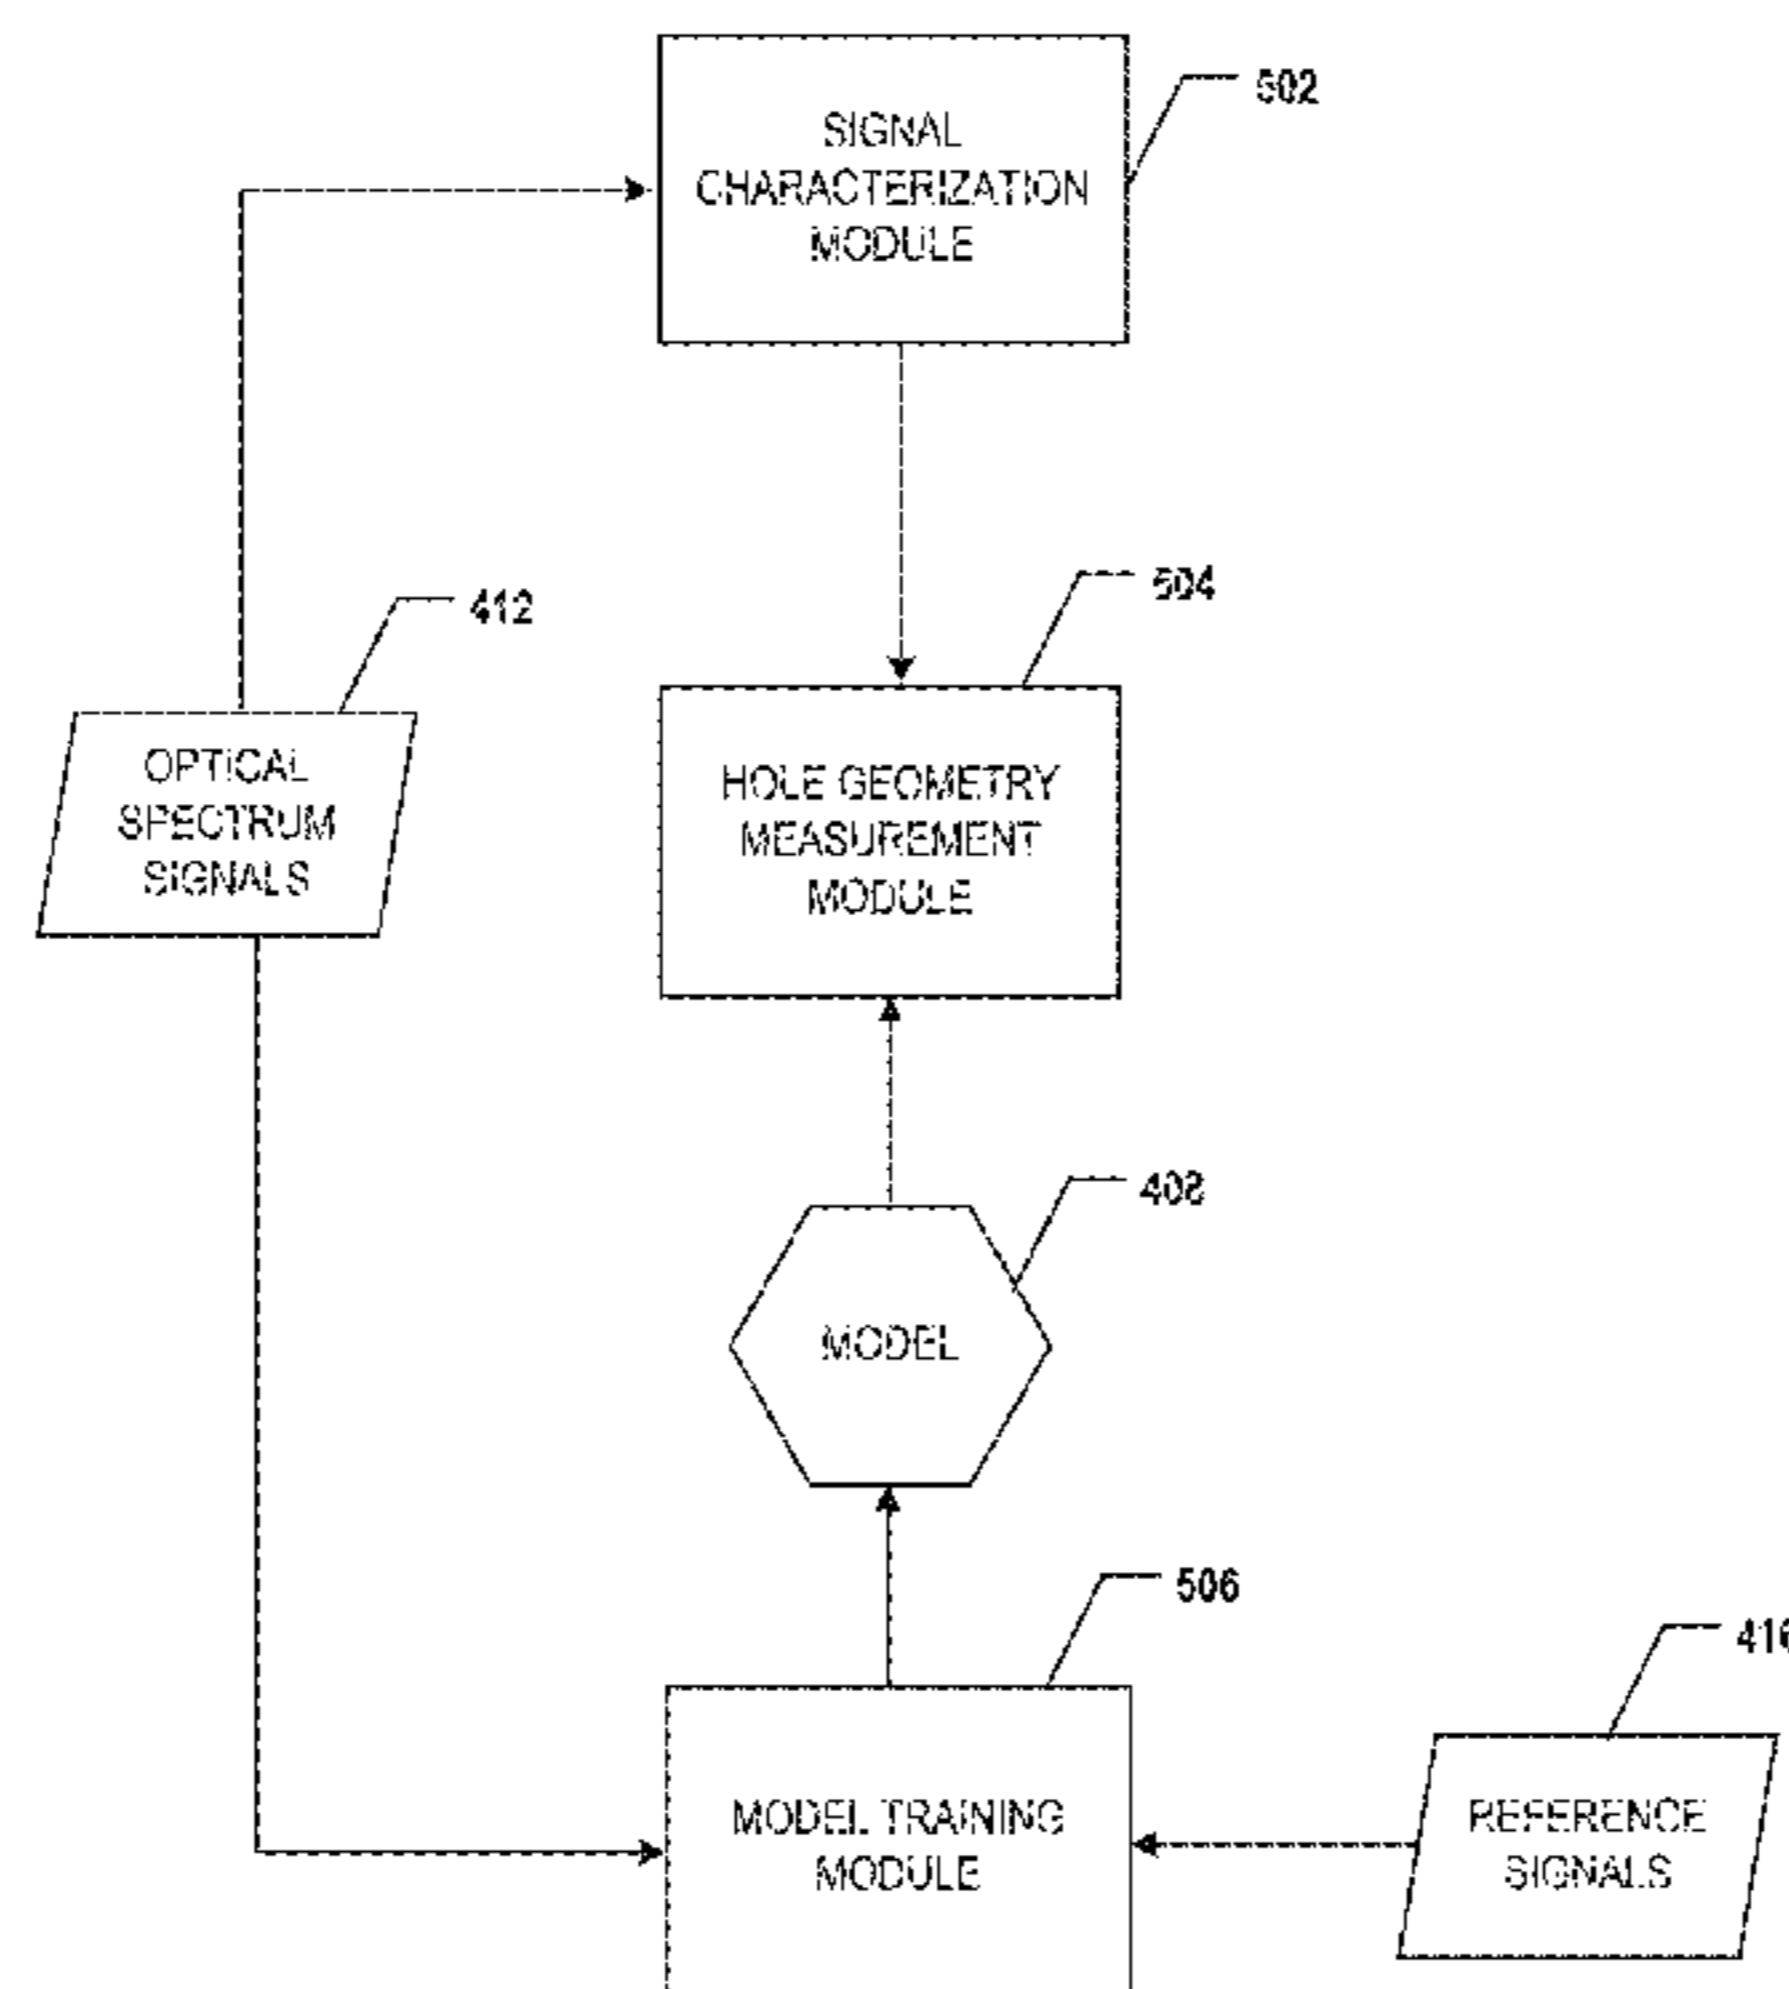 502
SIGNAL
CHARACTERIZATION
MODULE
504
412
OPTICAL
SPECTRUM
SIGNALS
HOLE GEOMETRY
MEASUREMENT
MODULE
408
MODEL
506
MODEL TRAINING
MODULE
REFERENCE
SIGNALS